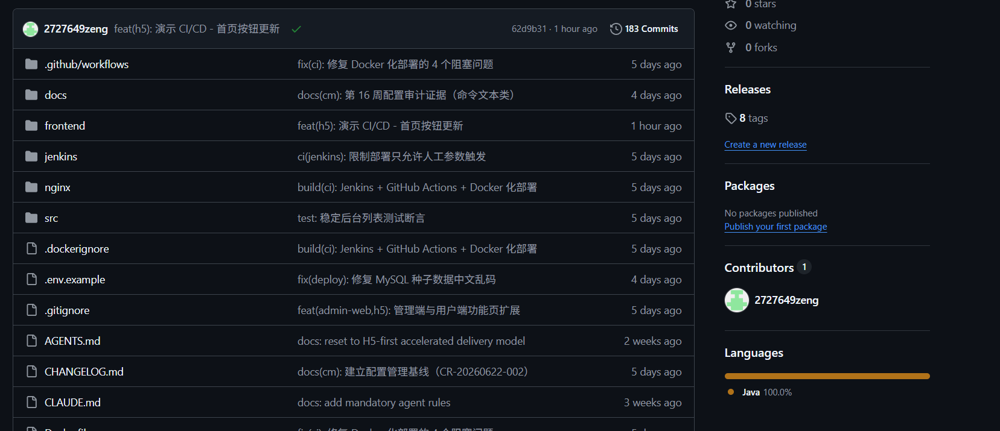 0 stars
2727649zeng feat(h5): 演示 CI/CD - 首页按钮更新 62d9b31 · 1 hour ago 183 Commits
0 watching
0 forks
.github/workflows fix(ci): 修复 Docker 化部署的 4 个阻塞问题 5 days ago
docs docs(cm): 第 16 周配置审计证据（命令文本类） 4 days ago
frontend feat(h5): 演示 CI/CD - 首页按钮更新 1 hour ago
jenkins ci(jenkins): 限制部署只允许人工参数触发 5 days ago
nginx build(ci): Jenkins + GitHub Actions + Docker 化部署 5 days ago
src test: 稳定后台列表测试断言 5 days ago
.dockerignore build(ci): Jenkins + GitHub Actions + Docker 化部署 5 days ago
.env.example fix(deploy): 修复 MySQL 种子数据中文乱码 4 days ago
.gitignore feat(admin-web,h5): 管理端与用户端功能页扩展 5 days ago
AGENTS.md docs: reset to H5-first accelerated delivery model 2 weeks ago
CHANGELOG.md docs(cm): 建立配置管理基线（CR-20260622-002） 5 days ago
CLAUDE.md docs: add mandatory agent rules 3 weeks ago
Releases
8 tags
Create a new release
Packages
No packages published
Publish your first package
Contributors 1
2727649zeng
Languages
Java 100.0%